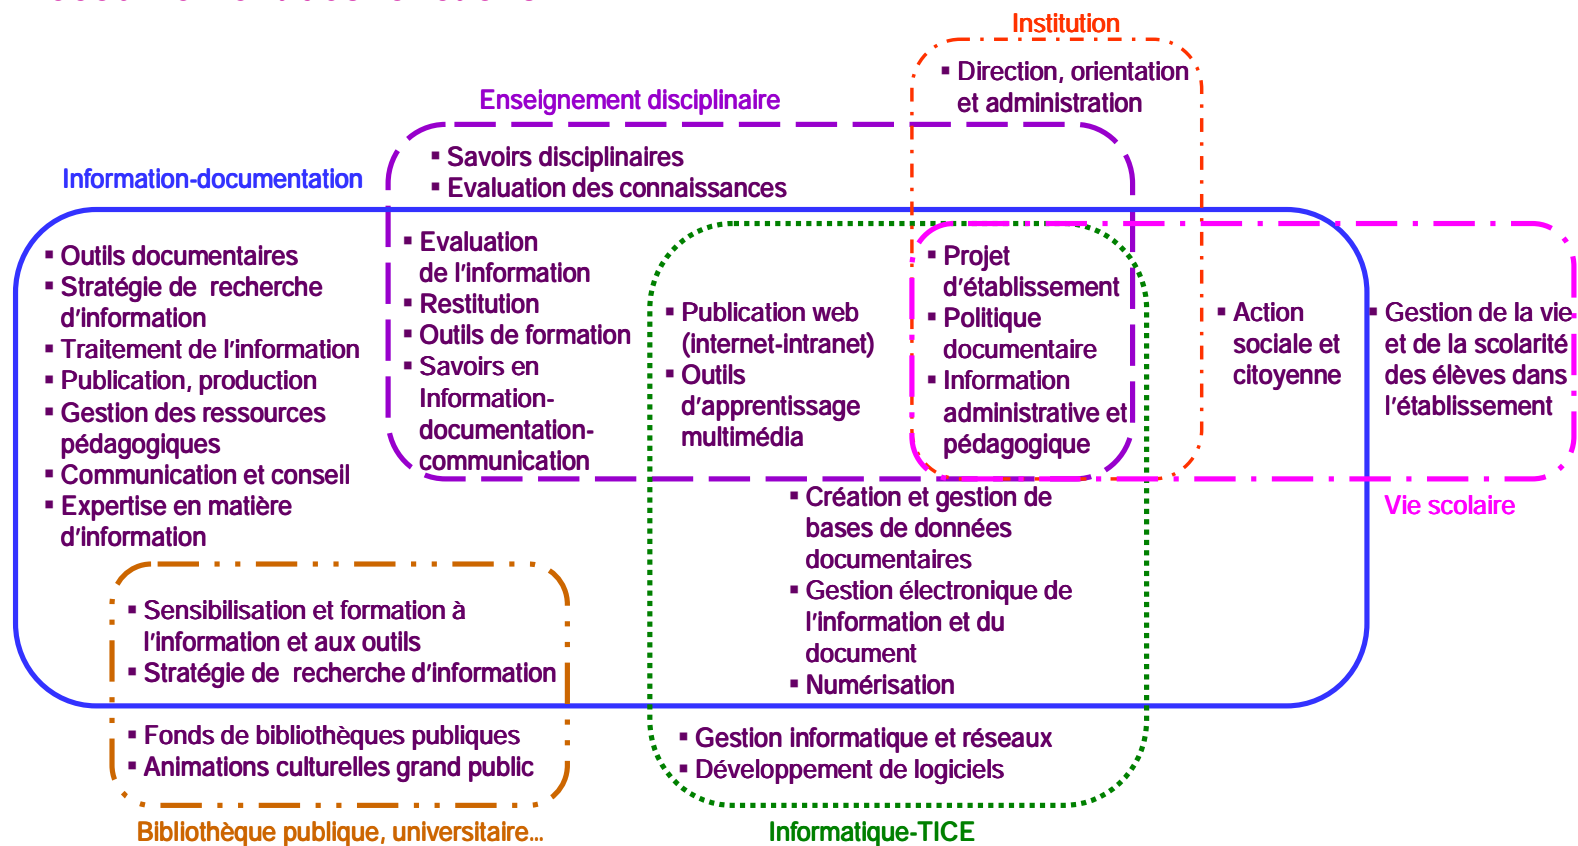 Institution
▪ Direction, orientation
et administration
Enseignement disciplinaire
▪ Savoirs disciplinaires
▪ Evaluation des connaissances
Information-documentation
▪ Outils documentaires
▪ Stratégie de recherche
d'information
▪ Traitement de l'information
▪ Publication, production
▪ Gestion des ressources
pédagogiques
▪ Communication et conseil
▪ Expertise en matière
d'information
▪ Evaluation
de l'information
▪ Restitution
▪ Outils de formation
▪ Savoirs en
Information-
documentation-
communication
▪ Publication web
(internet-intranet)
▪ Outils
d'apprentissage
multimédia
▪ Projet
d'établissement
▪ Politique
documentaire
▪ Information
administrative et
pédagogique
▪ Action
sociale et
citoyenne
▪ Gestion de la vie
et de la scolarité
des élèves dans
l'établissement
Vie scolaire
▪ Création et gestion de
bases de données
documentaires
▪ Gestion électronique de
l'information et du
document
▪ Numérisation
▪ Sensibilisation et formation à
l'information et aux outils
▪ Stratégie de recherche d'information
▪ Fonds de bibliothèques publiques
▪ Animations culturelles grand public
▪ Gestion informatique et réseaux
▪ Développement de logiciels
Bibliothèque publique, universitaire...
Informatique-TICE